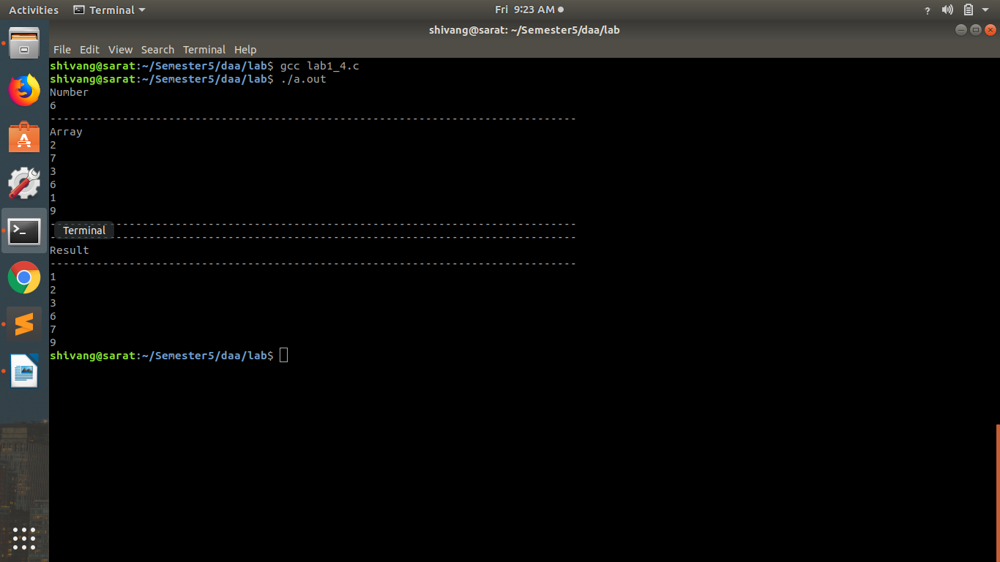 Activities Terminal Fri 9:23 AM
shivang@sarat: ~/Semester5/daa/lab
File Edit View Search Terminal Help
shivang@sarat:~/Semester5/daa/lab$ gcc lab1_4.c
shivang@sarat:~/Semester5/daa/lab$ ./a.out
Number
6
--------------------------------------------------------------------------------
Array
2
7
3
6
1
9
--------------------------------------------------------------------------------
Terminal
--------------------------------------------------------------------------------
Result
--------------------------------------------------------------------------------
1
2
3
6
7
9
shivang@sarat:~/Semester5/daa/lab$